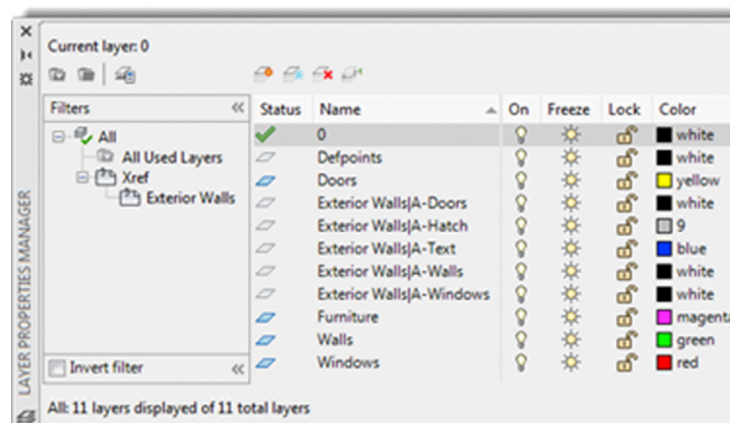 Current layer: 0
Filters
All
All Used Layers
Xref
Exterior Walls
Invert filter
Status Name On Freeze Lock Color
0 white
Defpoints white
Doors yellow
Exterior Walls|A-Doors white
Exterior Walls|A-Hatch 9
Exterior Walls|A-Text blue
Exterior Walls|A-Walls white
Exterior Walls|A-Windows white
Furniture magenta
Walls green
Windows red
All: 11 layers displayed of 11 total layers
LAYER PROPERTIES MANAGER